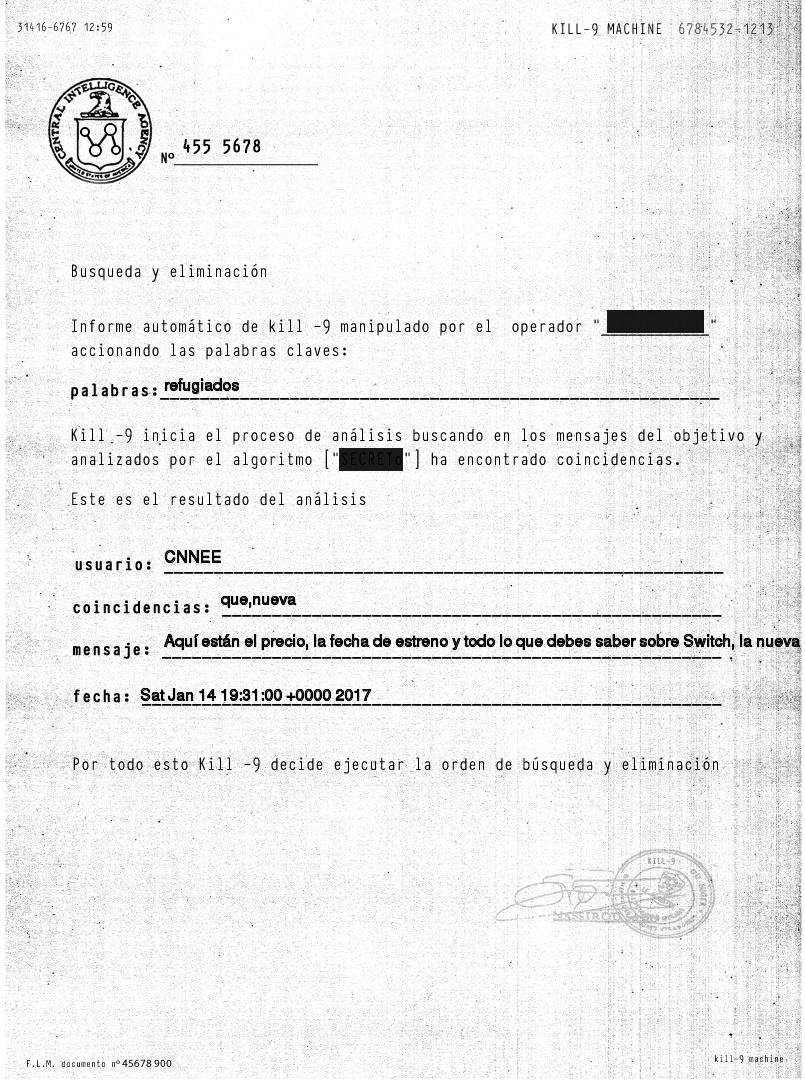 31416-6767 12:59
KILL-9 MACHINE 6784532-1213
CENTRAL INTELLIGENCE AGENCY
UNITED STATES OF AMERICA
Nº 455 5678
Busqueda y eliminación
Informe automático de kill -9 manipulado por el operador " "
accionando las palabras claves:
palabras: refugiados
Kill -9 inicia el proceso de análisis buscando en los mensajes del objetivo y
analizados por el algoritmo ["SECRETo"] ha encontrado coincidencias.
Este es el resultado del análisis
usuario: CNNEE
coincidencias: que,nueva
mensaje: Aquí están el precio, la fecha de estreno y todo lo que debes saber sobre Switch, la nueva
fecha: Sat Jan 14 19:31:00 +0000 2017
Por todo esto Kill -9 decide ejecutar la orden de búsqueda y eliminación
KILL-9
F.L.M. documento nº 45678 900
kill-9 machine